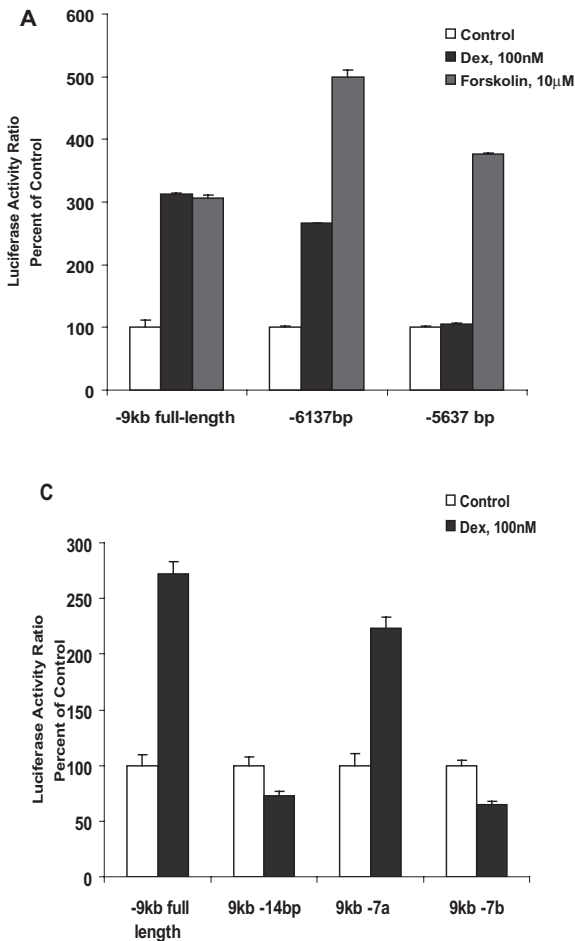 A
Control
Dex, 100nM
Forskolin, 10μM
Luciferase Activity Ratio
Percent of Control
600
500
400
300
200
100
0
-9kb full-length -6137bp -5637 bp
C
Control
Dex, 100nM
Luciferase Activity Ratio
Percent of Control
300
250
200
150
100
50
0
-9kb full 9kb -14bp 9kb -7a 9kb -7b
length